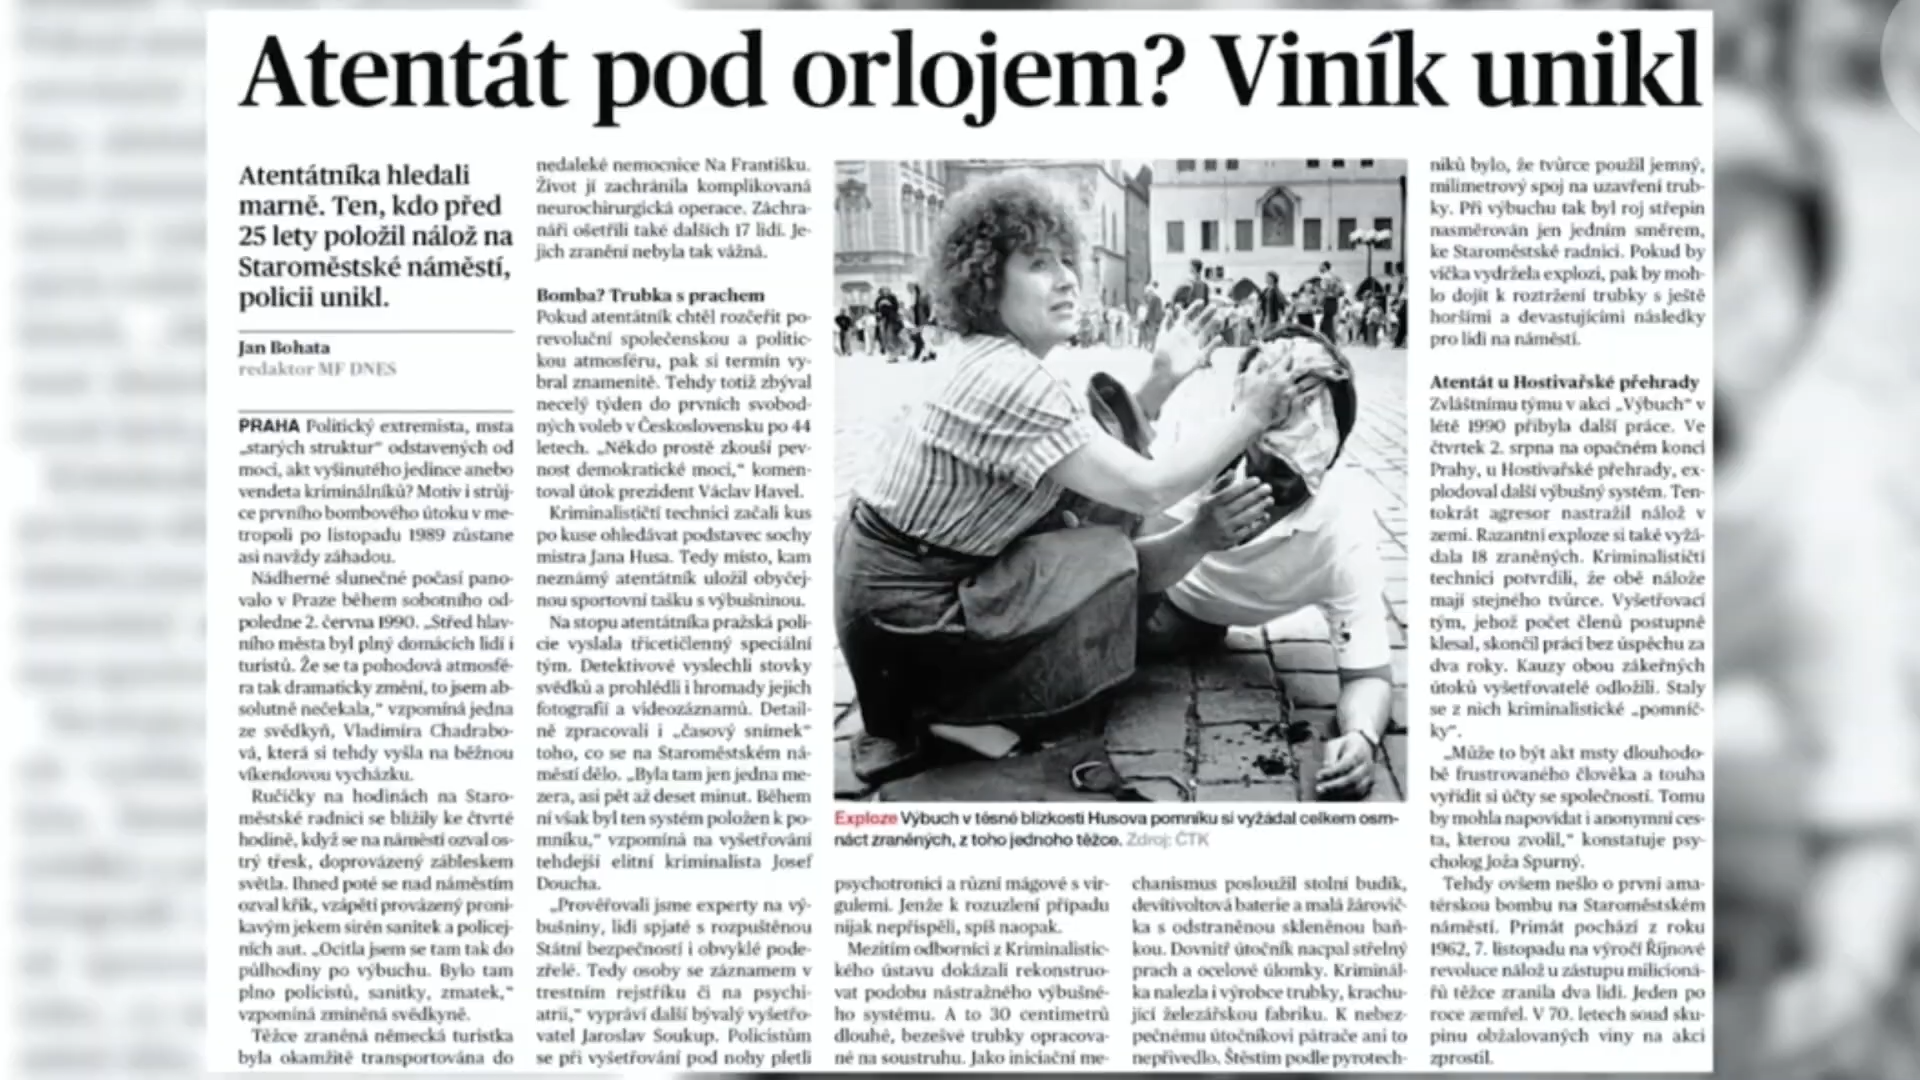 Atentát pod orlojem? Viník unikl
Atentátníka hledali
marně. Ten, kdo před
25 lety položil nálož na
Staroměstské náměstí,
policii unikl.
Jan Bohata
redaktor MF DNES
PRAHA Politický extremista, msta
„starých struktur“ odstavených od
moci, akt vyšinutého jedince anebo
vendeta kriminálníků? Motiv i strůj-
ce prvního bombového útoku v me-
tropoli po listopadu 1989 zůstane
asi navždy záhadou.
Nádherné slunečné počasí pano-
valo v Praze během sobotního od-
poledne 2. června 1990. „Střed hlav-
ního města byl plný domácích lidí i
turistů. Že se ta pohodová atmosfé-
ra tak dramaticky změní, to jsem ab-
solutně nečekala,“ vzpomíná jedna
ze svědkyň, Vladimíra Chadrabo-
vá, která si tehdy vyšla na běžnou
víkendovou vycházku.
Ručičky na hodinách na Staro-
městské radnici se blížily ke čtvrté
hodině, když se na náměstí ozval os-
trý třesk, doprovázený zábleskem
světla. Ihned poté se nad náměstím
ozval křik, vzápětí provázený proni-
kavým jekem sirén sanitek a policej-
ních aut. „Ocitla jsem se tam tak do
půlhodiny po výbuchu. Bylo tam
plno policistů, sanitky, zmatek,“
vzpomíná zmíněná svědkyně.
Těžce zraněná německá turistka
byla okamžitě transportována do
nedaleké nemocnice Na Františku.
Život jí zachránila komplikovaná
neurochirurgická operace. Záchra-
náři ošetřili také dalších 17 lidí. Je-
jich zranění nebyla tak vážná.
Bomba? Trubka s prachem
Pokud atentátník chtěl rozčeřit po-
revoluční společenskou a politic-
kou atmosféru, pak si termín vy-
bral znamenitě. Tehdy totiž zbýval
necelý týden do prvních svobod-
ných voleb v Československu po 44
letech. „Někdo prostě zkouší pev-
nost demokratické moci,“ komen-
toval útok prezident Václav Havel.
Kriminalističtí technici začali kus
po kuse ohledávat podstavec sochy
mistra Jana Husa. Tedy místo, kam
neznámý atentátník uložil obyčej-
nou sportovní tašku s výbušninou.
Na stopu atentátníka pražská poli-
cie vyslala třicetičlenný speciální
tým. Detektivové vyslechli stovky
svědků a prohlédli i hromady jejich
fotografií a videozáznamů. Detail-
ně zpracovali i „časový snímek“
toho, co se na Staroměstském ná-
městí dělo. „Byla tam jen jedna me-
zera, asi pět až deset minut. Během
ní však byl ten systém položen k po-
mníku,“ vzpomíná na vyšetřování
tehdejší elitní kriminalista Josef
Doucha.
„Prověřovali jsme experty na vý-
bušniny, lidi spjaté s rozpuštěnou
Státní bezpečností i obvyklé pode-
zřelé. Tedy osoby se záznamem v
trestním rejstříku či na psychi-
atrii,“ vypráví další bývalý vyšetřo-
vatel Jaroslav Soukup. Policistům
se při vyšetřování pod nohy pletli
Exploze Výbuch v těsné blízkosti Husova pomníku si vyžádal celkem osm-
náct zraněných, z toho jednoho těžce. Zdroj: ČTK
psychotronici a různí mágové s vir-
gulemi. Jenže k rozuzlení případu
nijak nepřispěli, spíš naopak.
Mezitím odborníci z Kriminalistic-
kého ústavu dokázali rekonstruo-
vat podobu nástražného výbušné-
ho systému. A to 30 centimetrů
dlouhé, bezešvé trubky opracova-
né na soustruhu. Jako iniciační me-
chanismus posloužil stolní budík,
devítivoltová baterie a malá žárovič-
ka s odstraněnou skleněnou baň-
kou. Dovnitř útočník nacpal střelný
prach a ocelové úlomky. Kriminál-
ka nalezla i výrobce trubky, krachu-
jící železářskou fabriku. K nebez-
pečnému útočníkovi pátrače ani to
nepřivedlo. Štěstím podle pyrotech-
niků bylo, že tvůrce použil jemný,
milimetrový spoj na uzavření trub-
ky. Při výbuchu tak byl roj střepin
nasměrován jen jedním směrem,
ke Staroměstské radnici. Pokud by
víčka vydržela explozi, pak by moh-
lo dojít k roztržení trubky s ještě
horšími a devastujícími následky
pro lidi na náměstí.
Atentát u Hostivařské přehrady
Zvláštnímu týmu v akci „Výbuch“ v
létě 1990 přibyla další práce. Ve
čtvrtek 2. srpna na opačném konci
Prahy, u Hostivařské přehrady, ex-
plodoval další výbušný systém. Ten-
tokrát agresor nastražil nálož v
zemi. Razantní exploze si také vyžá-
dala 18 zraněných. Kriminalističtí
technici potvrdili, že obě nálože
mají stejného tvůrce. Vyšetřovací
tým, jehož počet členů postupně
klesal, skončil práci bez úspěchu za
dva roky. Kauzy obou zákeřných
útoků vyšetřovatelé odložili. Staly
se z nich kriminalistické „pomníč-
ky“.
„Může to být akt msty dlouhodo-
bě frustrovaného člověka a touha
vyřídit si účty se společností. Tomu
by mohla napovídat i anonymní ces-
ta, kterou zvolil,“ konstatuje psy-
cholog Joža Spurný.
Tehdy ovšem nešlo o první ama-
térskou bombu na Staroměstském
náměstí. Primát pochází z roku
1962, 7. listopadu na výročí Říjnové
revoluce nálož u zástupu milicioná-
řů těžce zranila dva lidi. Jeden po
roce zemřel. V 70. letech soud sku-
pinu obžalovaných viny na akci
zprostil.